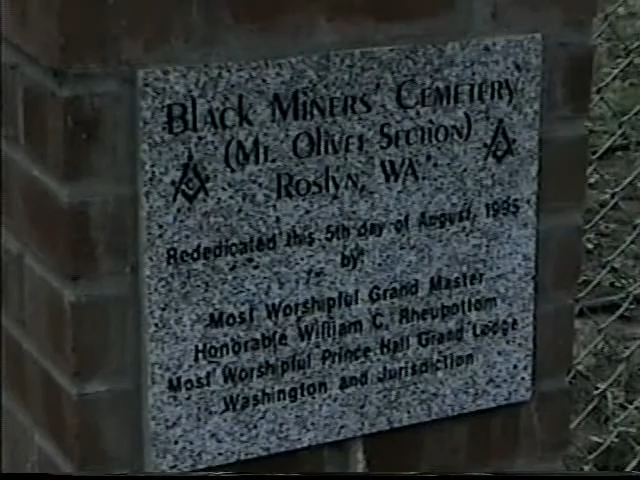 Black Miners' Cemetery
(Mt. Olivet Section)
Roslyn, WA
Rededicated this 5th day of August, 1995
by:
Most Worshipful Grand Master
Honorable William C. Rheubottom
Most Worshipful Prince Hall Grand Lodge
Washington and Jurisdiction